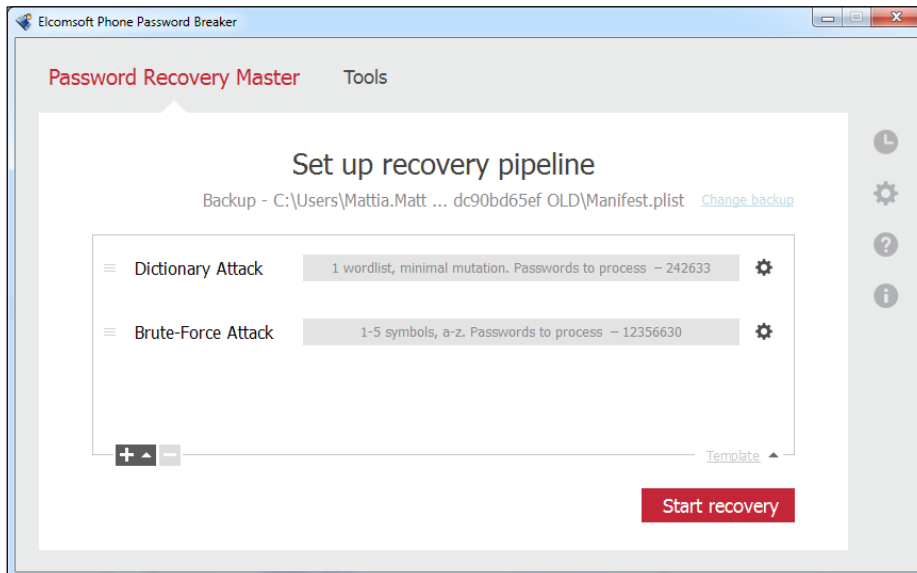 Elcomsoft Phone Password Breaker
Password Recovery Master Tools
Set up recovery pipeline
Backup - C:\Users\Mattia.Matt ... dc90bd65ef OLD\Manifest.plist Change backup
Dictionary Attack 1 wordlist, minimal mutation. Passwords to process – 242633
Brute-Force Attack 1-5 symbols, a-z. Passwords to process – 12356630
Template
Start recovery